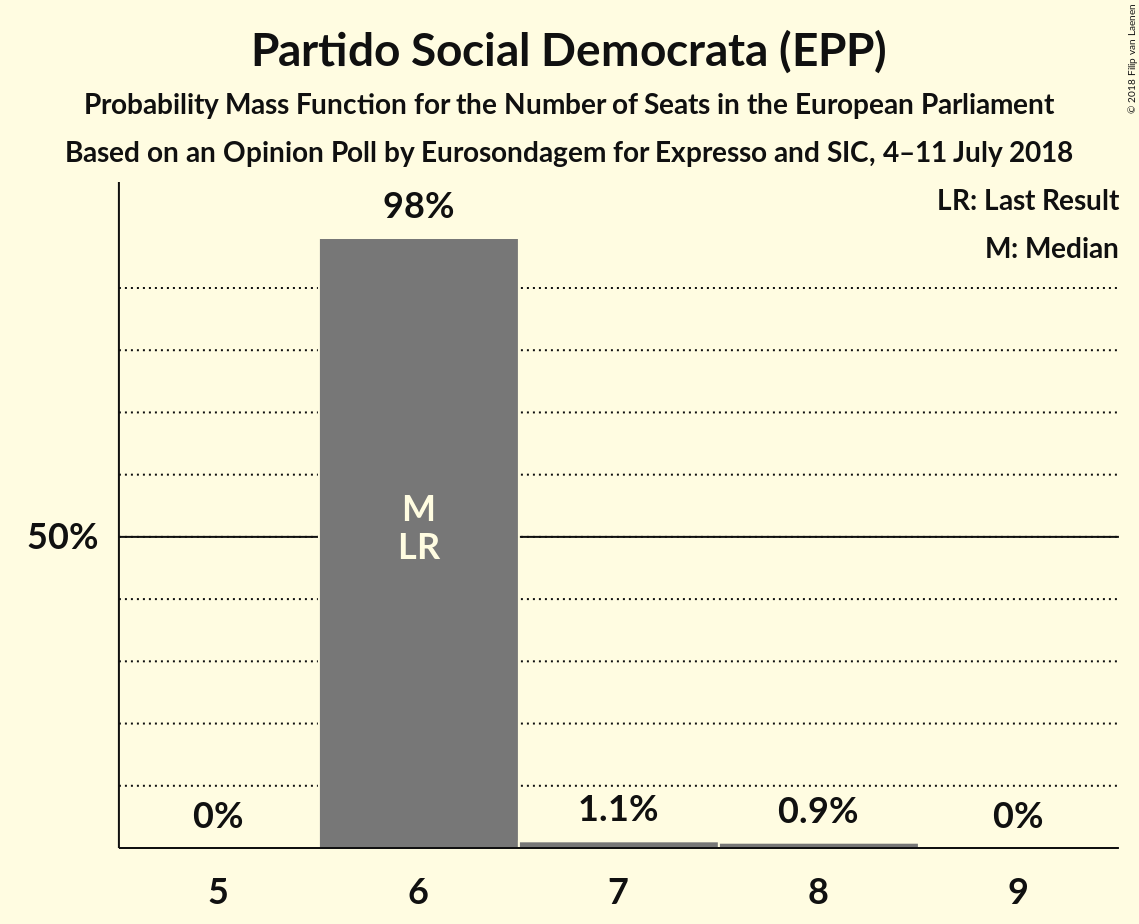 Partido Social Democrata (EPP)
Probability Mass Function for the Number of Seats in the European Parliament
Based on an Opinion Poll by Eurosondagem for Expresso and SIC, 4–11 July 2018
© 2018 Filip van Laenen
LR: Last Result
M: Median
98%
M
LR
50%
0%
1.1%
0.9%
0%
5 6 7 8 9